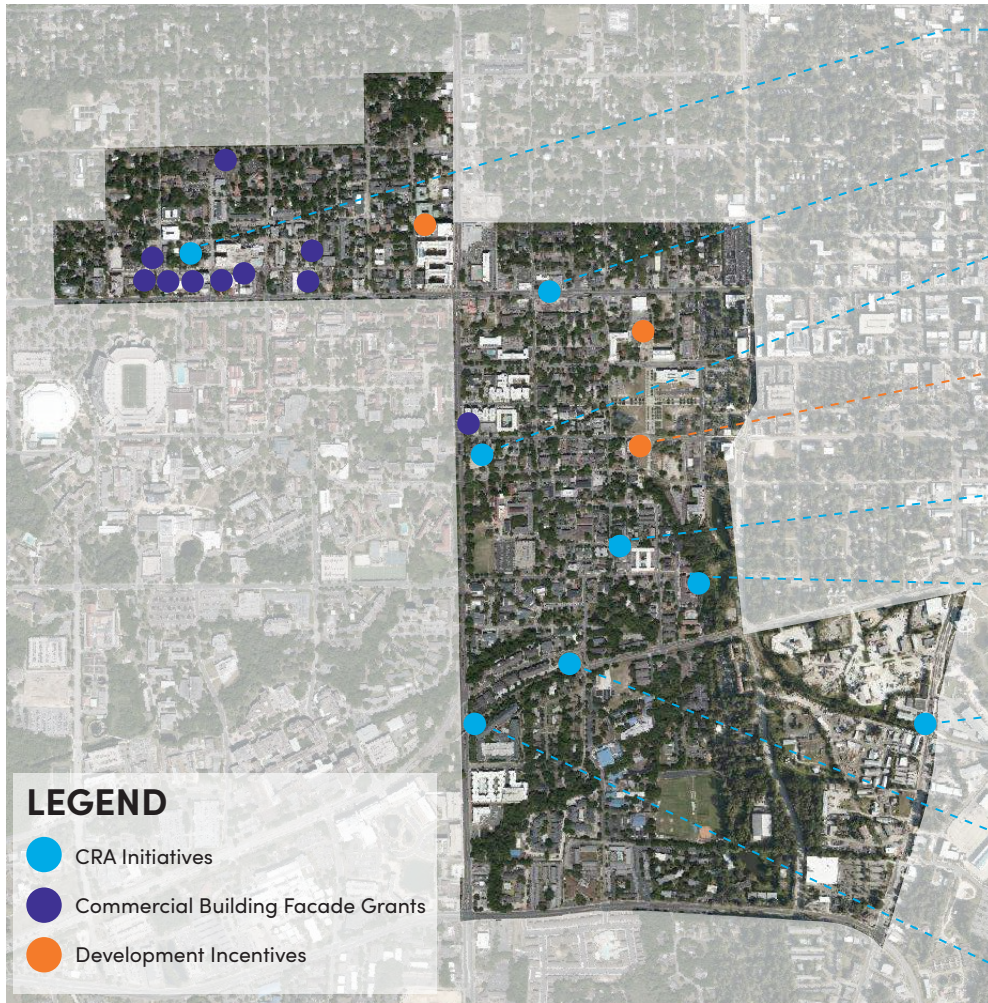 LEGEND
CRA Initiatives
Commercial Building Facade Grants
Development Incentives